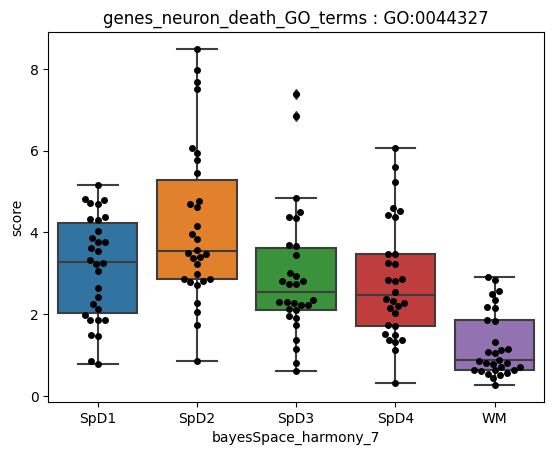 genes_neuron_death_GO_terms : GO:0044327
8
6
4
2
0
score
SpD1 SpD2 SpD3 SpD4 WM
bayesSpace_harmony_7